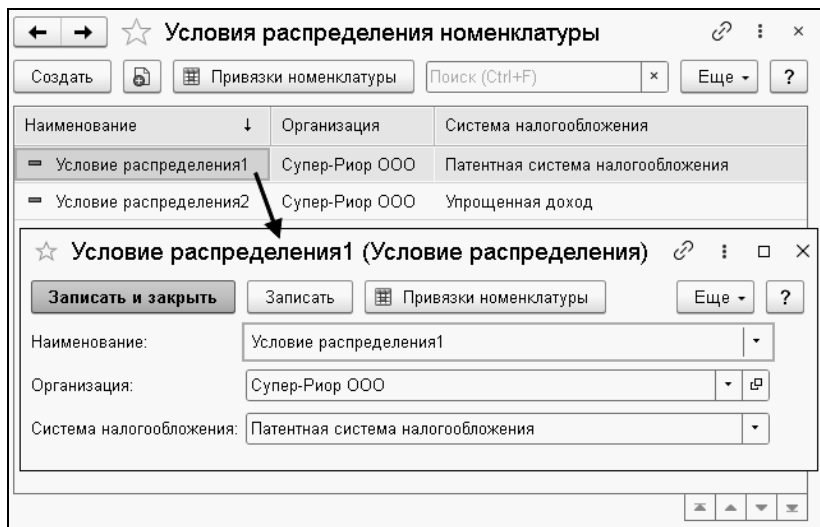 Условия распределения номенклатуры
Создать Привязки номенклатуры Поиск (Ctrl+F) × Еще ?
Наименование ↓ Организация Система налогообложения
Условие распределения1 Супер-Риор ООО Патентная система налогообложения
Условие распределения2 Супер-Риор ООО Упрощенная доход
Условие распределения1 (Условие распределения)
Записать и закрыть Записать Привязки номенклатуры Еще ?
Наименование: Условие распределения1
Организация: Супер-Риор ООО
Система налогообложения: Патентная система налогообложения